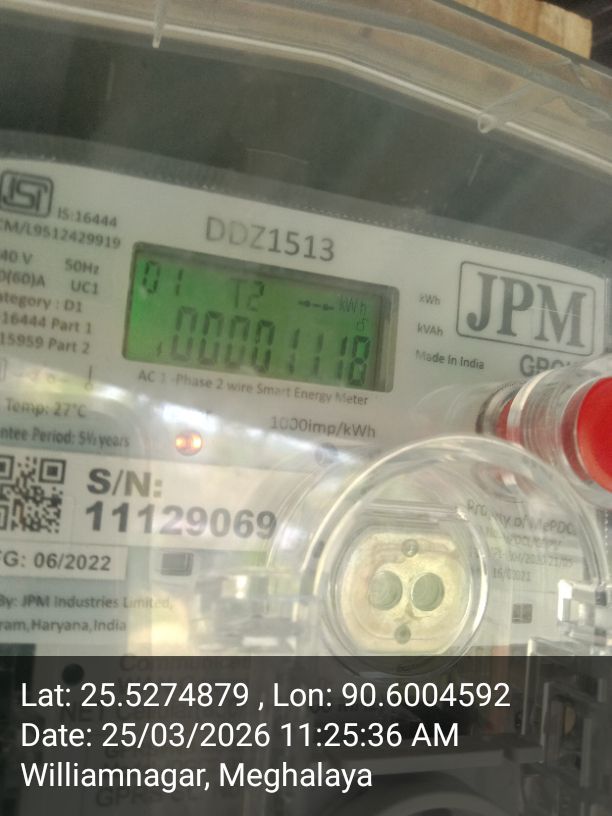 IS:16444
CM/L9512429919
DDZ1513
40 V 50Hz
0(60)A UC1
ategory : D1
16444 Part 1
15959 Part 2
01 T2 kWh
00001118
kWh
kVAh
JPM
Made in India
AC 1 -Phase 2 wire Smart Energy Meter
Temp: 27°C
1000imp/kWh
ntee Period: 5½ years
S/N:
11129069
FG: 06/2022
By: JPM Industries Limited,
ram, Haryana, India
Lat: 25.5274879 , Lon: 90.6004592
Date: 25/03/2026 11:25:36 AM
Williamnagar, Meghalaya